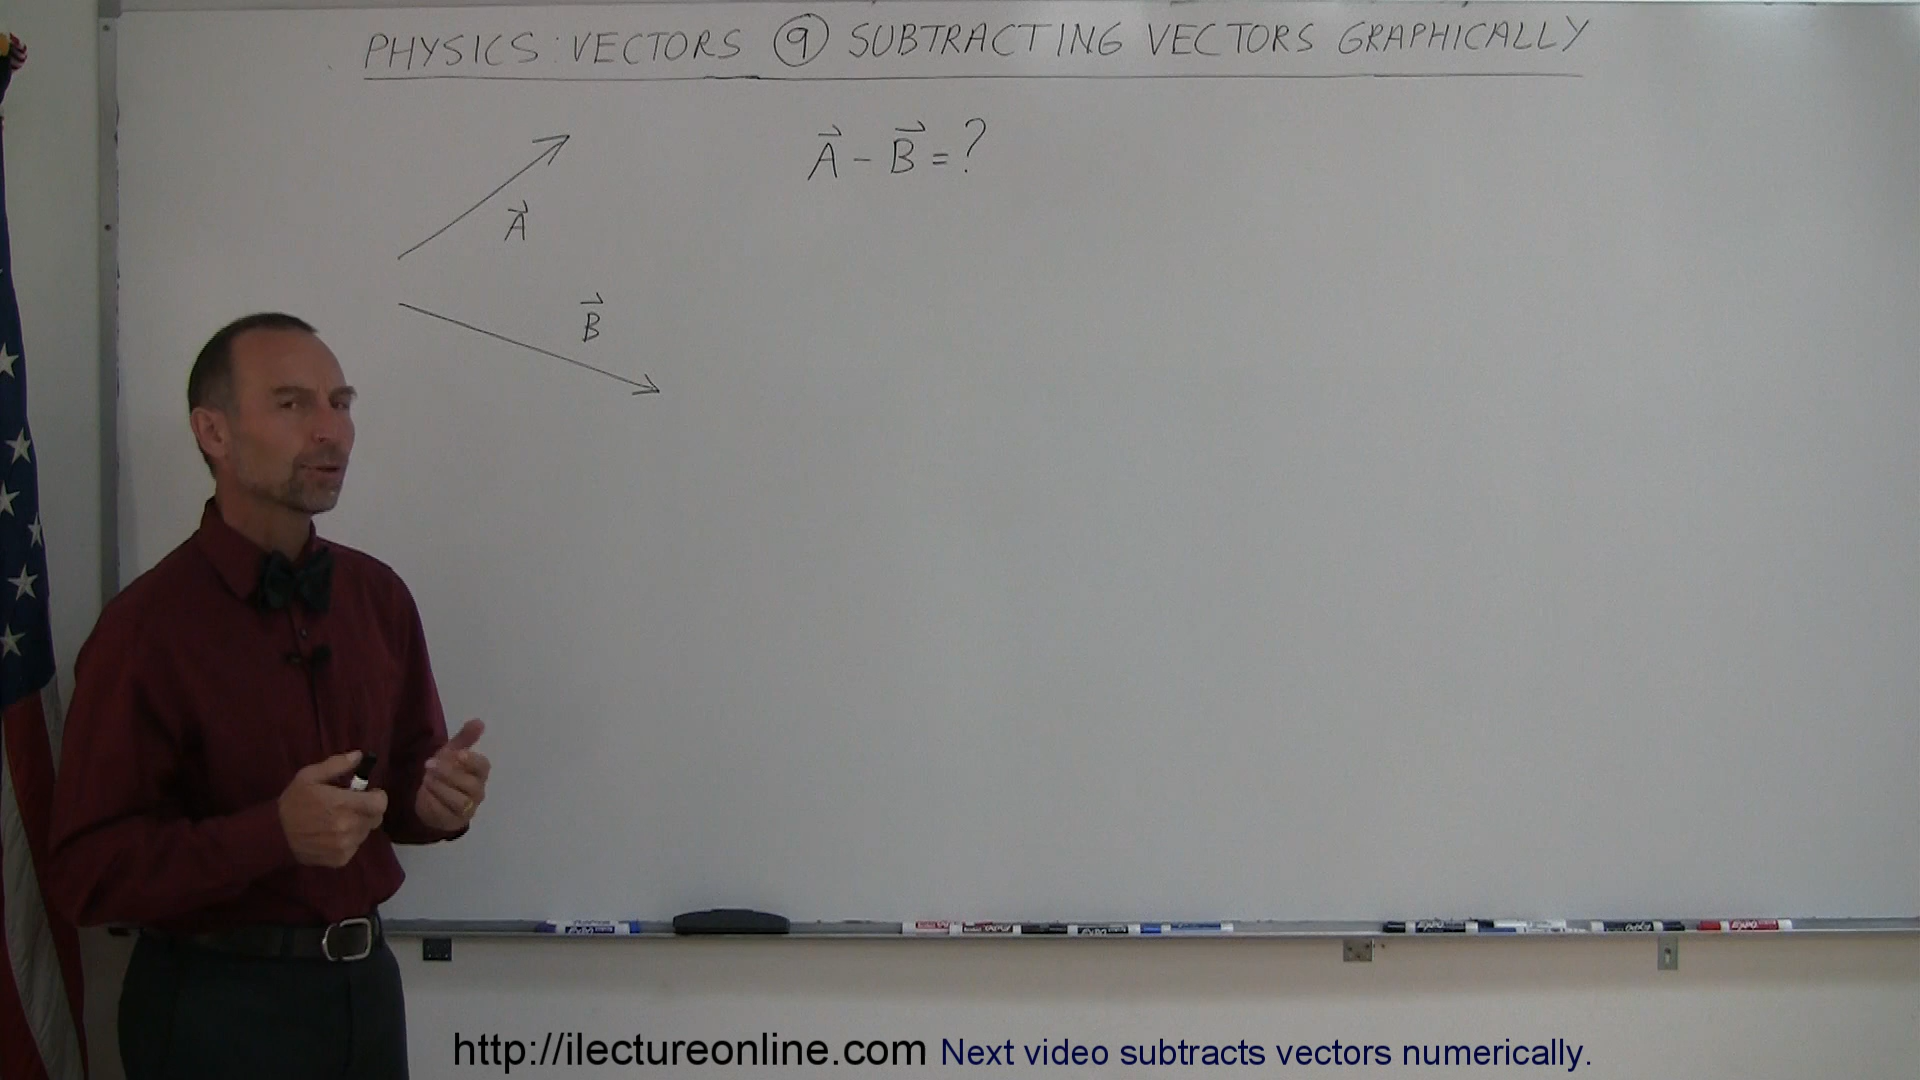 PHYSICS: VECTORS ⑨ SUBTRACTING VECTORS GRAPHICALLY
A⃗ - B⃗ = ?
A⃗
B⃗
http://ilectureonline.com Next video subtracts vectors numerically.